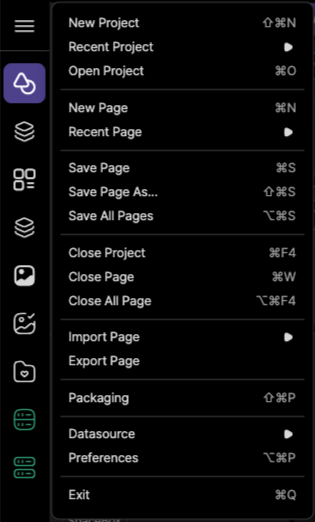 New Project ⇧⌘N
Recent Project
Open Project ⌘O
New Page ⌘N
Recent Page
Save Page ⌘S
Save Page As... ⇧⌘S
Save All Pages ⌥⌘S
Close Project ⌘F4
Close Page ⌘W
Close All Page ⌥⌘F4
Import Page
Export Page
Packaging ⇧⌘P
Datasource
Preferences ⌥⌘P
Exit ⌘Q